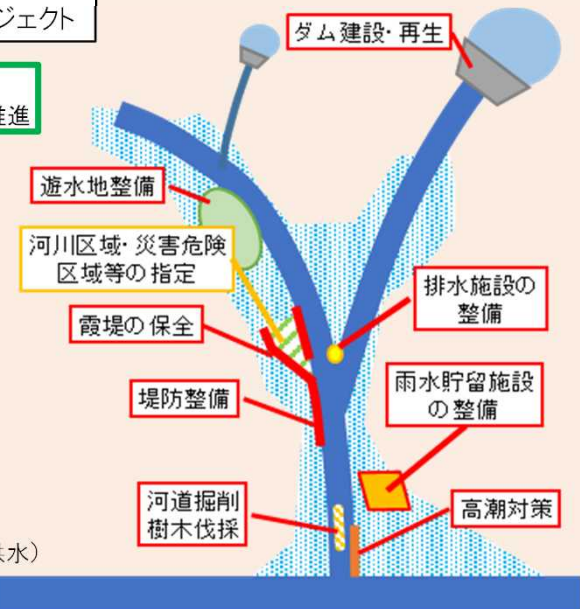 ジェクト
推進
ダム建設・再生
遊水地整備
河川区域・災害危険
区域等の指定
霞堤の保全
堤防整備
排水施設の
整備
雨水貯留施設
の整備
河道掘削
樹木伐採
高潮対策
水）